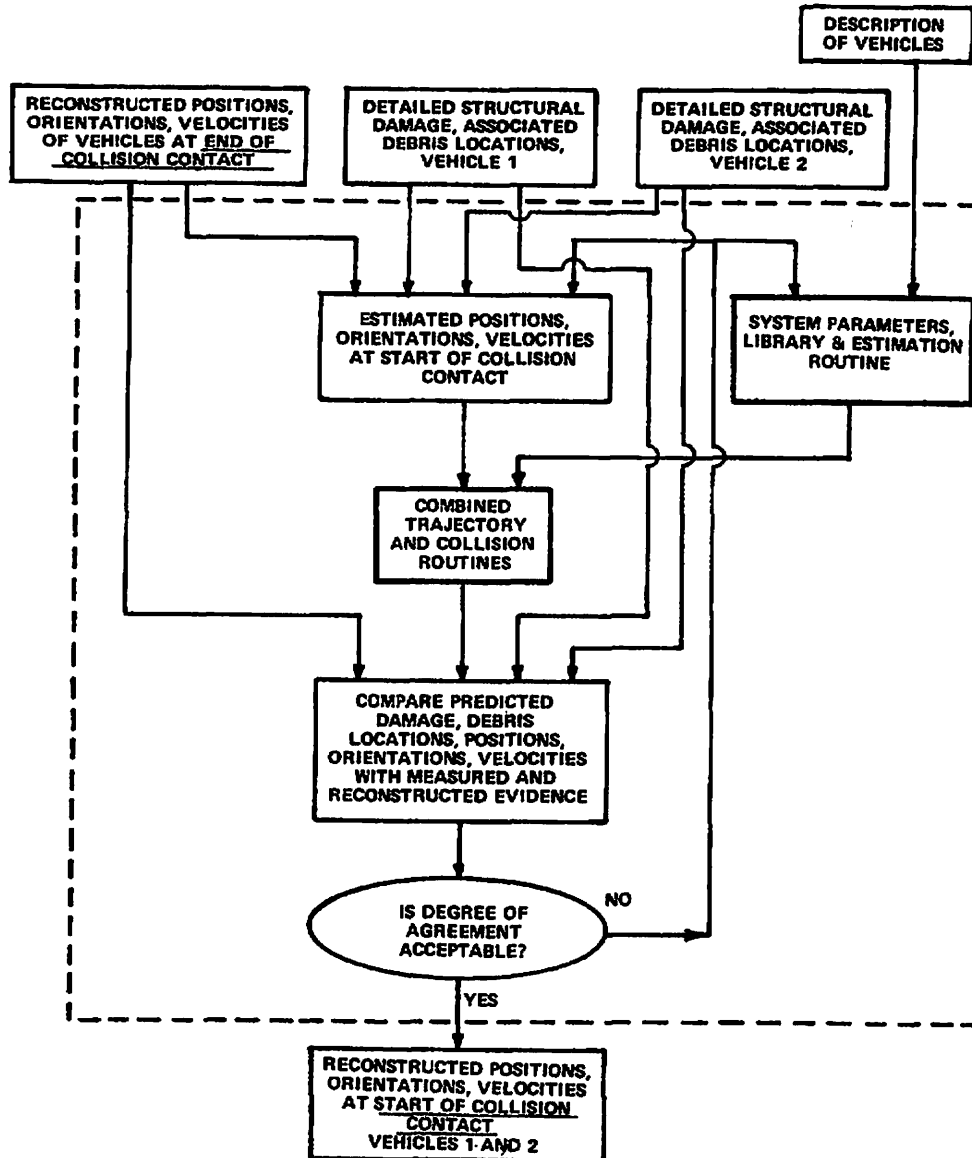 DESCRIPTION
OF VEHICLES
RECONSTRUCTED POSITIONS,
ORIENTATIONS, VELOCITIES
OF VEHICLES AT END OF
COLLISION CONTACT
DETAILED STRUCTURAL
DAMAGE, ASSOCIATED
DEBRIS LOCATIONS,
VEHICLE 1
DETAILED STRUCTURAL
DAMAGE, ASSOCIATED
DEBRIS LOCATIONS,
VEHICLE 2
ESTIMATED POSITIONS,
ORIENTATIONS, VELOCITIES
AT START OF COLLISION
CONTACT
SYSTEM PARAMETERS,
LIBRARY & ESTIMATION
ROUTINE
COMBINED
TRAJECTORY
AND COLLISION
ROUTINES
COMPARE PREDICTED
DAMAGE, DEBRIS
LOCATIONS, POSITIONS,
ORIENTATIONS, VELOCITIES
WITH MEASURED AND
RECONSTRUCTED EVIDENCE
IS DEGREE OF
AGREEMENT
ACCEPTABLE?
NO
YES
RECONSTRUCTED POSITIONS,
ORIENTATIONS, VELOCITIES
AT START OF COLLISION
CONTACT
VEHICLES 1 AND 2